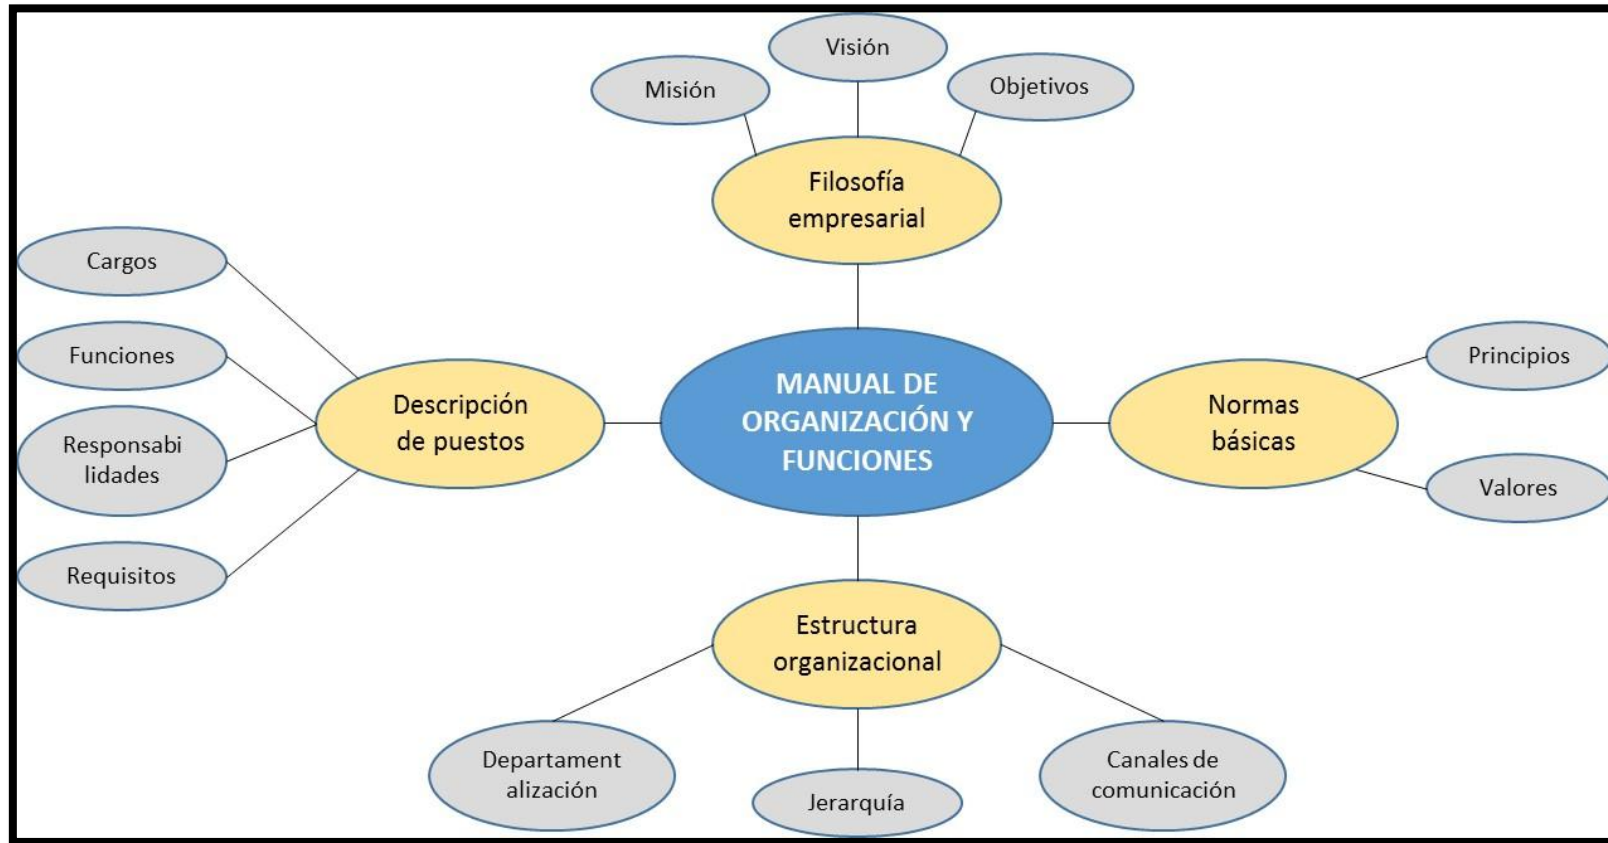 Visión
Misión
Objetivos
Filosofía
empresarial
Cargos
Funciones
Responsabi
lidades
Requisitos
Descripción
de puestos
MANUAL DE
ORGANIZACIÓN Y
FUNCIONES
Normas
básicas
Principios
Valores
Estructura
organizacional
Departament
alización
Jerarquía
Canales de
comunicación